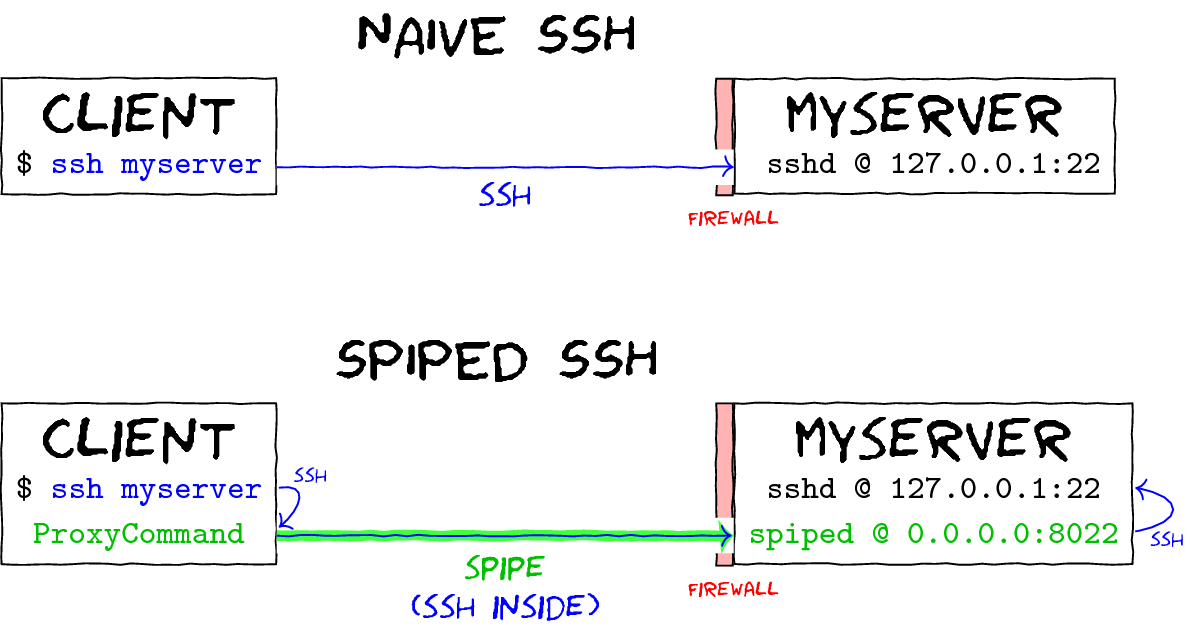 NAIVE SSH
CLIENT
$ ssh myserver
SSH
MYSERVER
sshd @ 127.0.0.1:22
FIREWALL
SPIPED SSH
CLIENT
$ ssh myserver
ProxyCommand
SSH
SPIPE
(SSH INSIDE)
MYSERVER
sshd @ 127.0.0.1:22
spiped @ 0.0.0.0:8022
SSH
FIREWALL